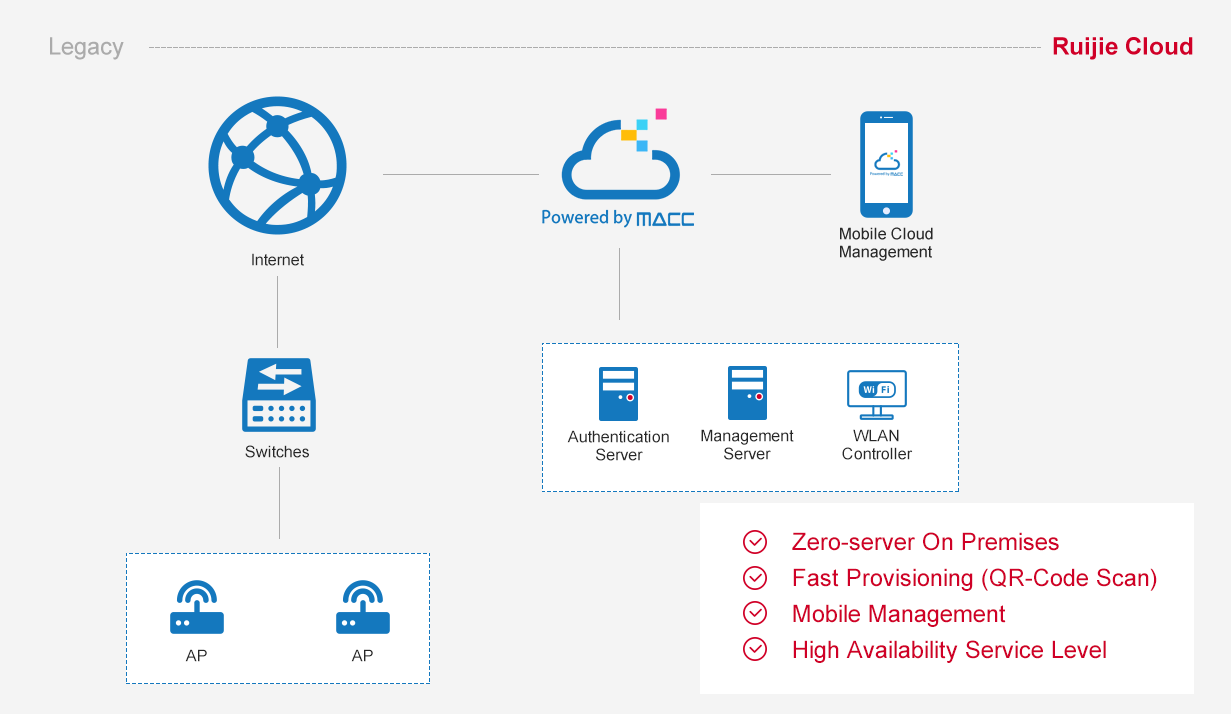 Legacy
Ruijie Cloud
Powered by MACC
Powered by MACC
Mobile Cloud
Management
Internet
Switches
Wi Fi
Authentication
Server
Management
Server
WLAN
Controller
AP
AP
Zero-server On Premises
Fast Provisioning (QR-Code Scan)
Mobile Management
High Availability Service Level